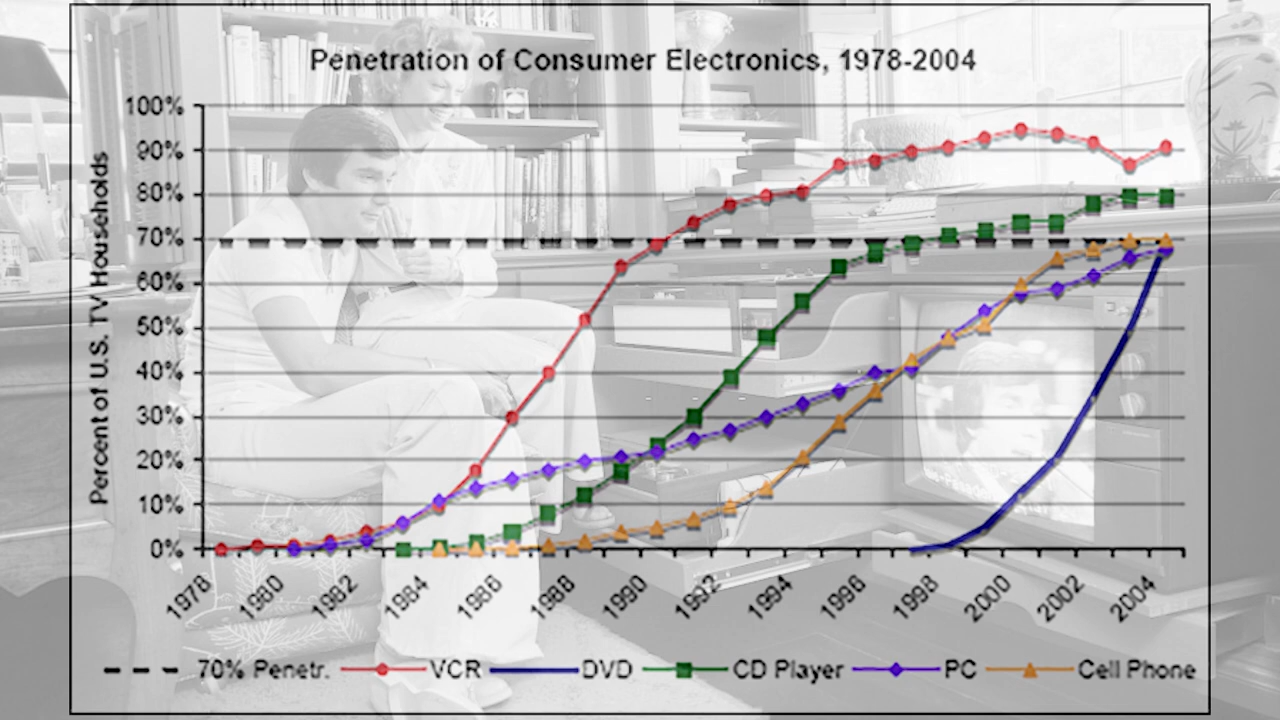 Penetration of Consumer Electronics, 1978-2004
Percent of U.S. TV Households
100%
90%
80%
70%
60%
50%
40%
30%
20%
10%
0%
1978 1980 1982 1984 1986 1988 1990 1992 1994 1996 1998 2000 2002 2004
70% Penetr. VCR DVD CD Player PC Cell Phone